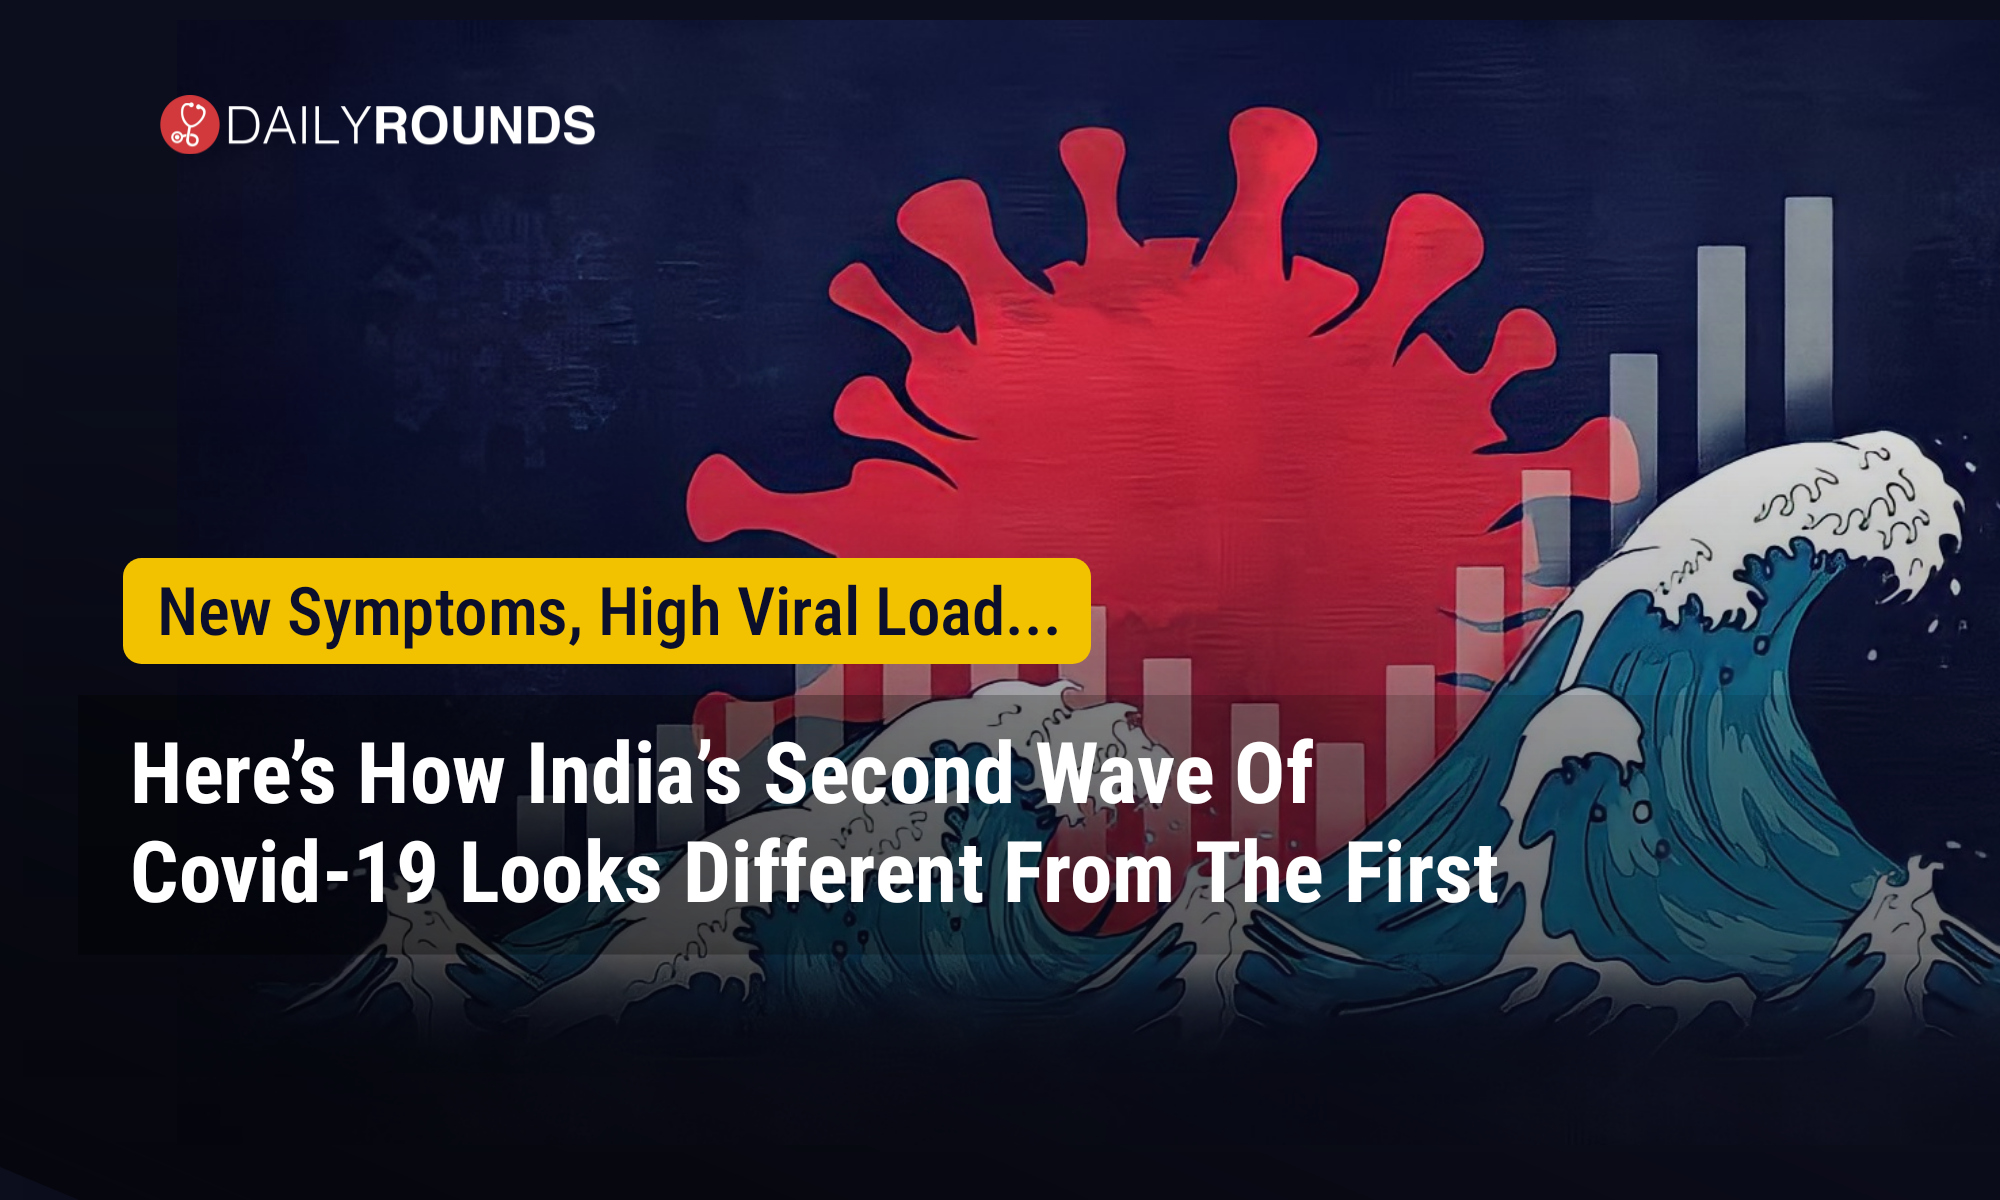 DAILYROUNDS
New Symptoms, High Viral Load...
Here’s How India’s Second Wave Of
Covid-19 Looks Different From The First